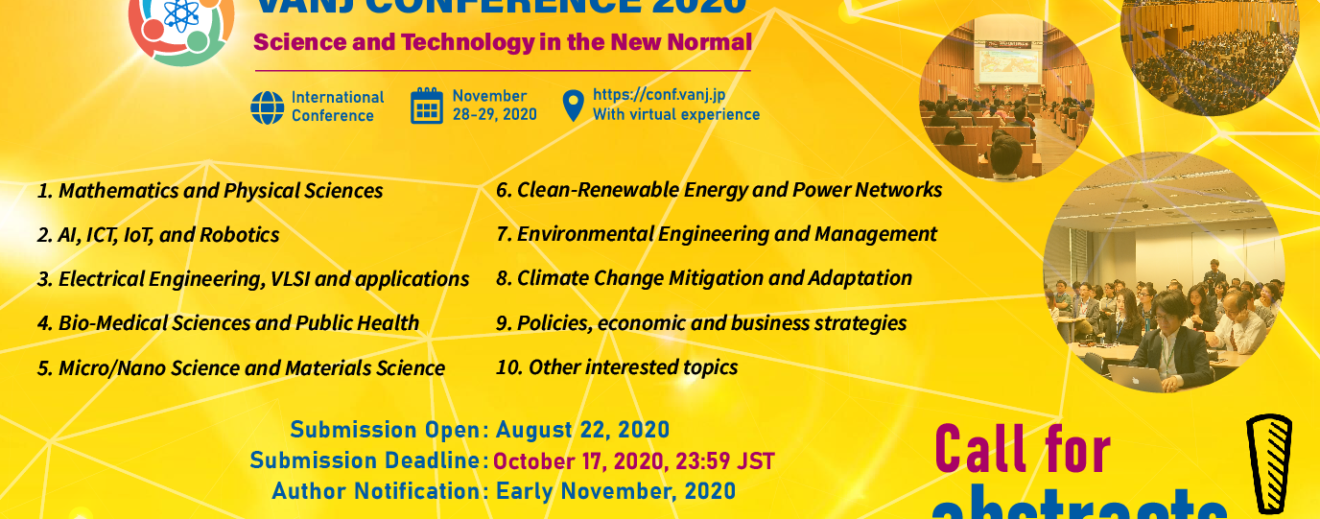 VANJ CONFERENCE 2020
Science and Technology in the New Normal
International
Conference
November
28-29, 2020
https://conf.vanj.jp
With virtual experience
1. Mathematics and Physical Sciences
2. AI, ICT, IoT, and Robotics
3. Electrical Engineering, VLSI and applications
4. Bio-Medical Sciences and Public Health
5. Micro/Nano Science and Materials Science
6. Clean-Renewable Energy and Power Networks
7. Environmental Engineering and Management
8. Climate Change Mitigation and Adaptation
9. Policies, economic and business strategies
10. Other interested topics
Submission Open: August 22, 2020
Submission Deadline: October 17, 2020, 23:59 JST
Author Notification: Early November, 2020
Call for
abstracts